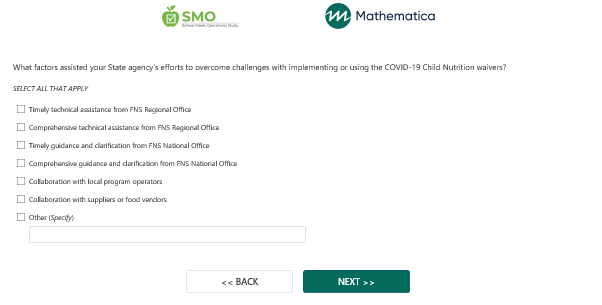 SMO
School Meals Operations Study
Mathematica
What factors assisted your State agency's efforts to overcome challenges with implementing or using the COVID-19 Child Nutrition waivers?
SELECT ALL THAT APPLY
Timely technical assistance from FNS Regional Office
Comprehensive technical assistance from FNS Regional Office
Timely guidance and clarification from FNS National Office
Comprehensive guidance and clarification from FNS National Office
Collaboration with local program operators
Collaboration with suppliers or food vendors
Other (Specify)
<< BACK
NEXT >>